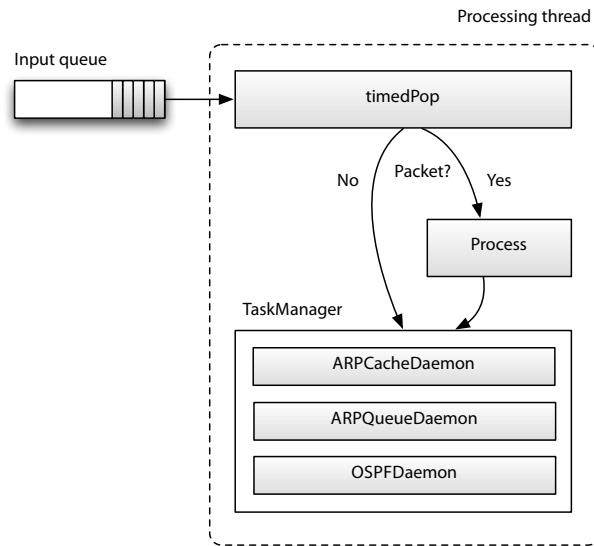 Processing thread
Input queue
timedPop
No
Packet?
Yes
Process
TaskManager
ARPCacheDaemon
ARPQueueDaemon
OSPFDaemon